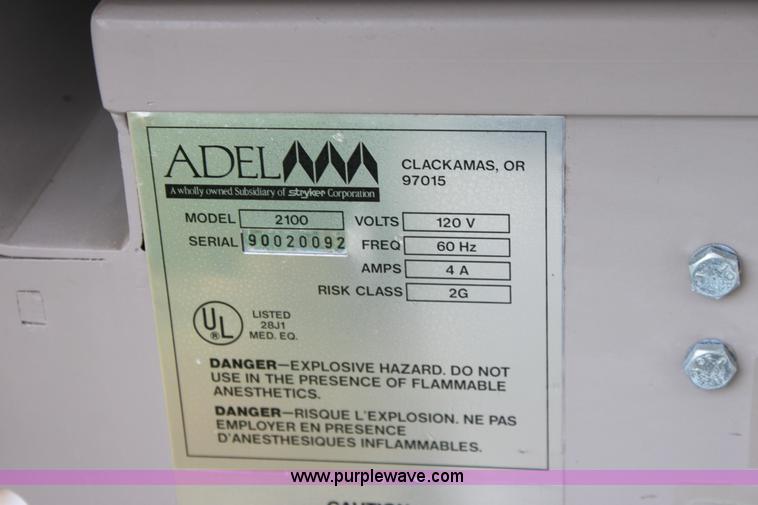 ADEL
CLACKAMAS, OR
97015
A wholly owned Subsidiary of stryker Corporation
MODEL 2100 VOLTS 120 V
SERIAL 90020092 FREQ 60 Hz
AMPS 4 A
RISK CLASS 2G
UL ®
LISTED
28J1
MED. EQ.
DANGER—EXPLOSIVE HAZARD. DO NOT
USE IN THE PRESENCE OF FLAMMABLE
ANESTHETICS.
DANGER—RISQUE L'EXPLOSION. NE PAS
EMPLOYER EN PRESENCE
D'ANESTHESIQUES INFLAMMABLES.
www.purplewave.com
CAUTION